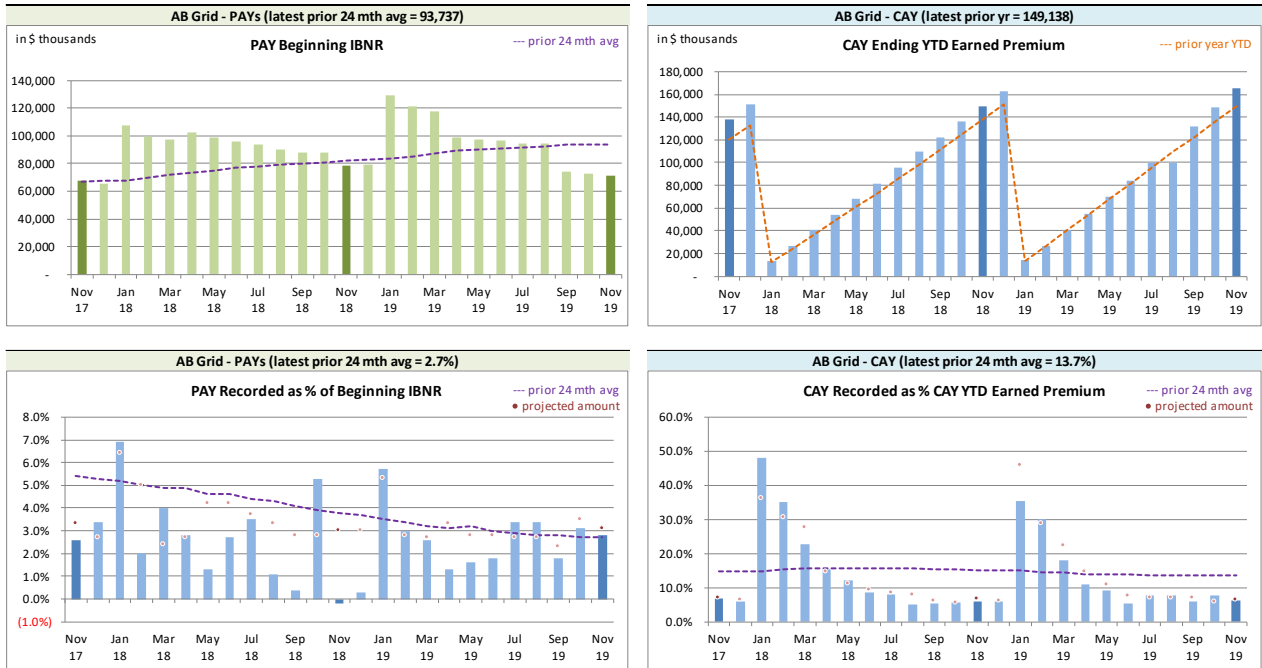 AB Grid - PAYs (latest prior 24 mth avg = 93,737)
in $ thousands
PAY Beginning IBNR
--- prior 24 mth avg
140,000
120,000
100,000
80,000
60,000
40,000
20,000
-
Nov Jan Mar May Jul Sep Nov Jan Mar May Jul Sep Nov
17 18 18 18 18 18 18 19 19 19 19 19 19
AB Grid - CAY (latest prior yr = 149,138)
in $ thousands
CAY Ending YTD Earned Premium
--- prior year YTD
180,000
160,000
140,000
120,000
100,000
80,000
60,000
40,000
20,000
-
Nov Jan Mar May Jul Sep Nov Jan Mar May Jul Sep Nov
17 18 18 18 18 18 18 19 19 19 19 19 19
AB Grid - PAYs (latest prior 24 mth avg = 2.7%)
PAY Recorded as % of Beginning IBNR
--- prior 24 mth avg
• projected amount
8.0%
7.0%
6.0%
5.0%
4.0%
3.0%
2.0%
1.0%
0.0%
(1.0%)
Nov Jan Mar May Jul Sep Nov Jan Mar May Jul Sep Nov
17 18 18 18 18 18 18 19 19 19 19 19 19
AB Grid - CAY (latest prior 24 mth avg = 13.7%)
CAY Recorded as % CAY YTD Earned Premium
--- prior 24 mth avg
• projected amount
60.0%
50.0%
40.0%
30.0%
20.0%
10.0%
0.0%
Nov Jan Mar May Jul Sep Nov Jan Mar May Jul Sep Nov
17 18 18 18 18 18 18 19 19 19 19 19 19